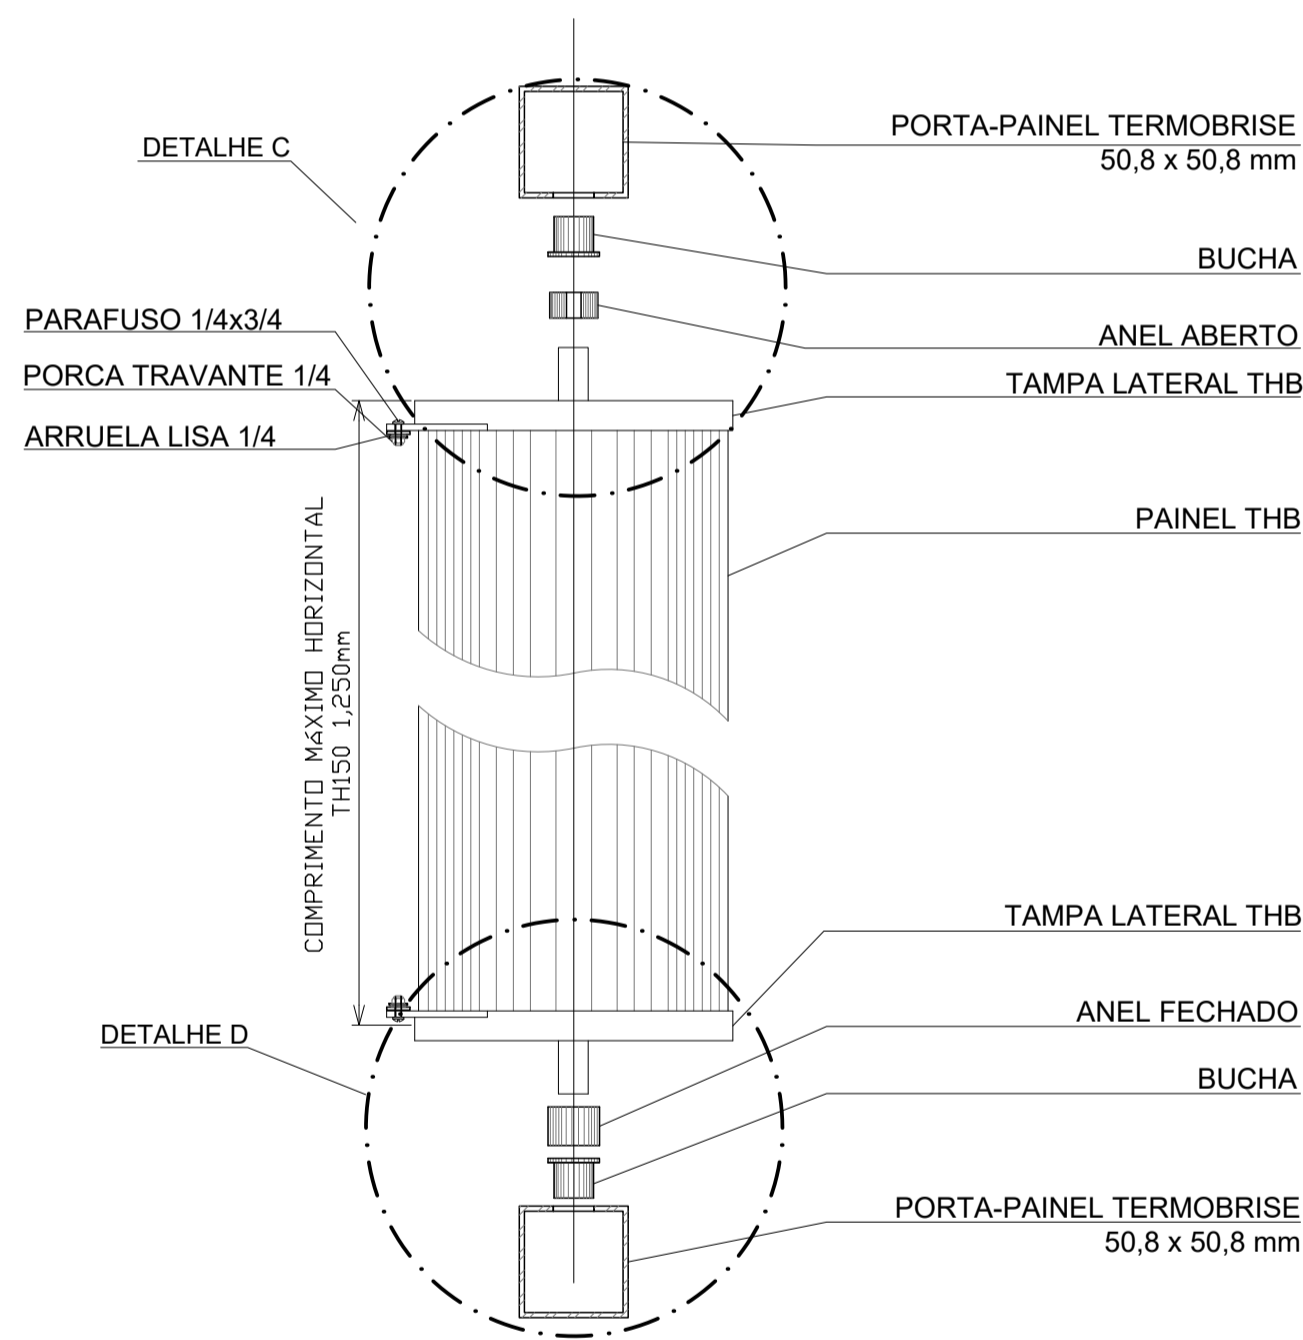 DETALHE C
PORTA-PAINEL TERMOBRISE
50,8 x 50,8 mm
BUCHA
PARAFUSO 1/4x3/4
ANEL ABERTO
PORCA TRAVANTE 1/4
TAMPA LATERAL THB
ARRUELA LISA 1/4
PAINEL THB
COMPRIMENTO MÁXIMO HORIZONTAL
TH150 1,250mm
TAMPA LATERAL THB
ANEL FECHADO
DETALHE D
BUCHA
PORTA-PAINEL TERMOBRISE
50,8 x 50,8 mm